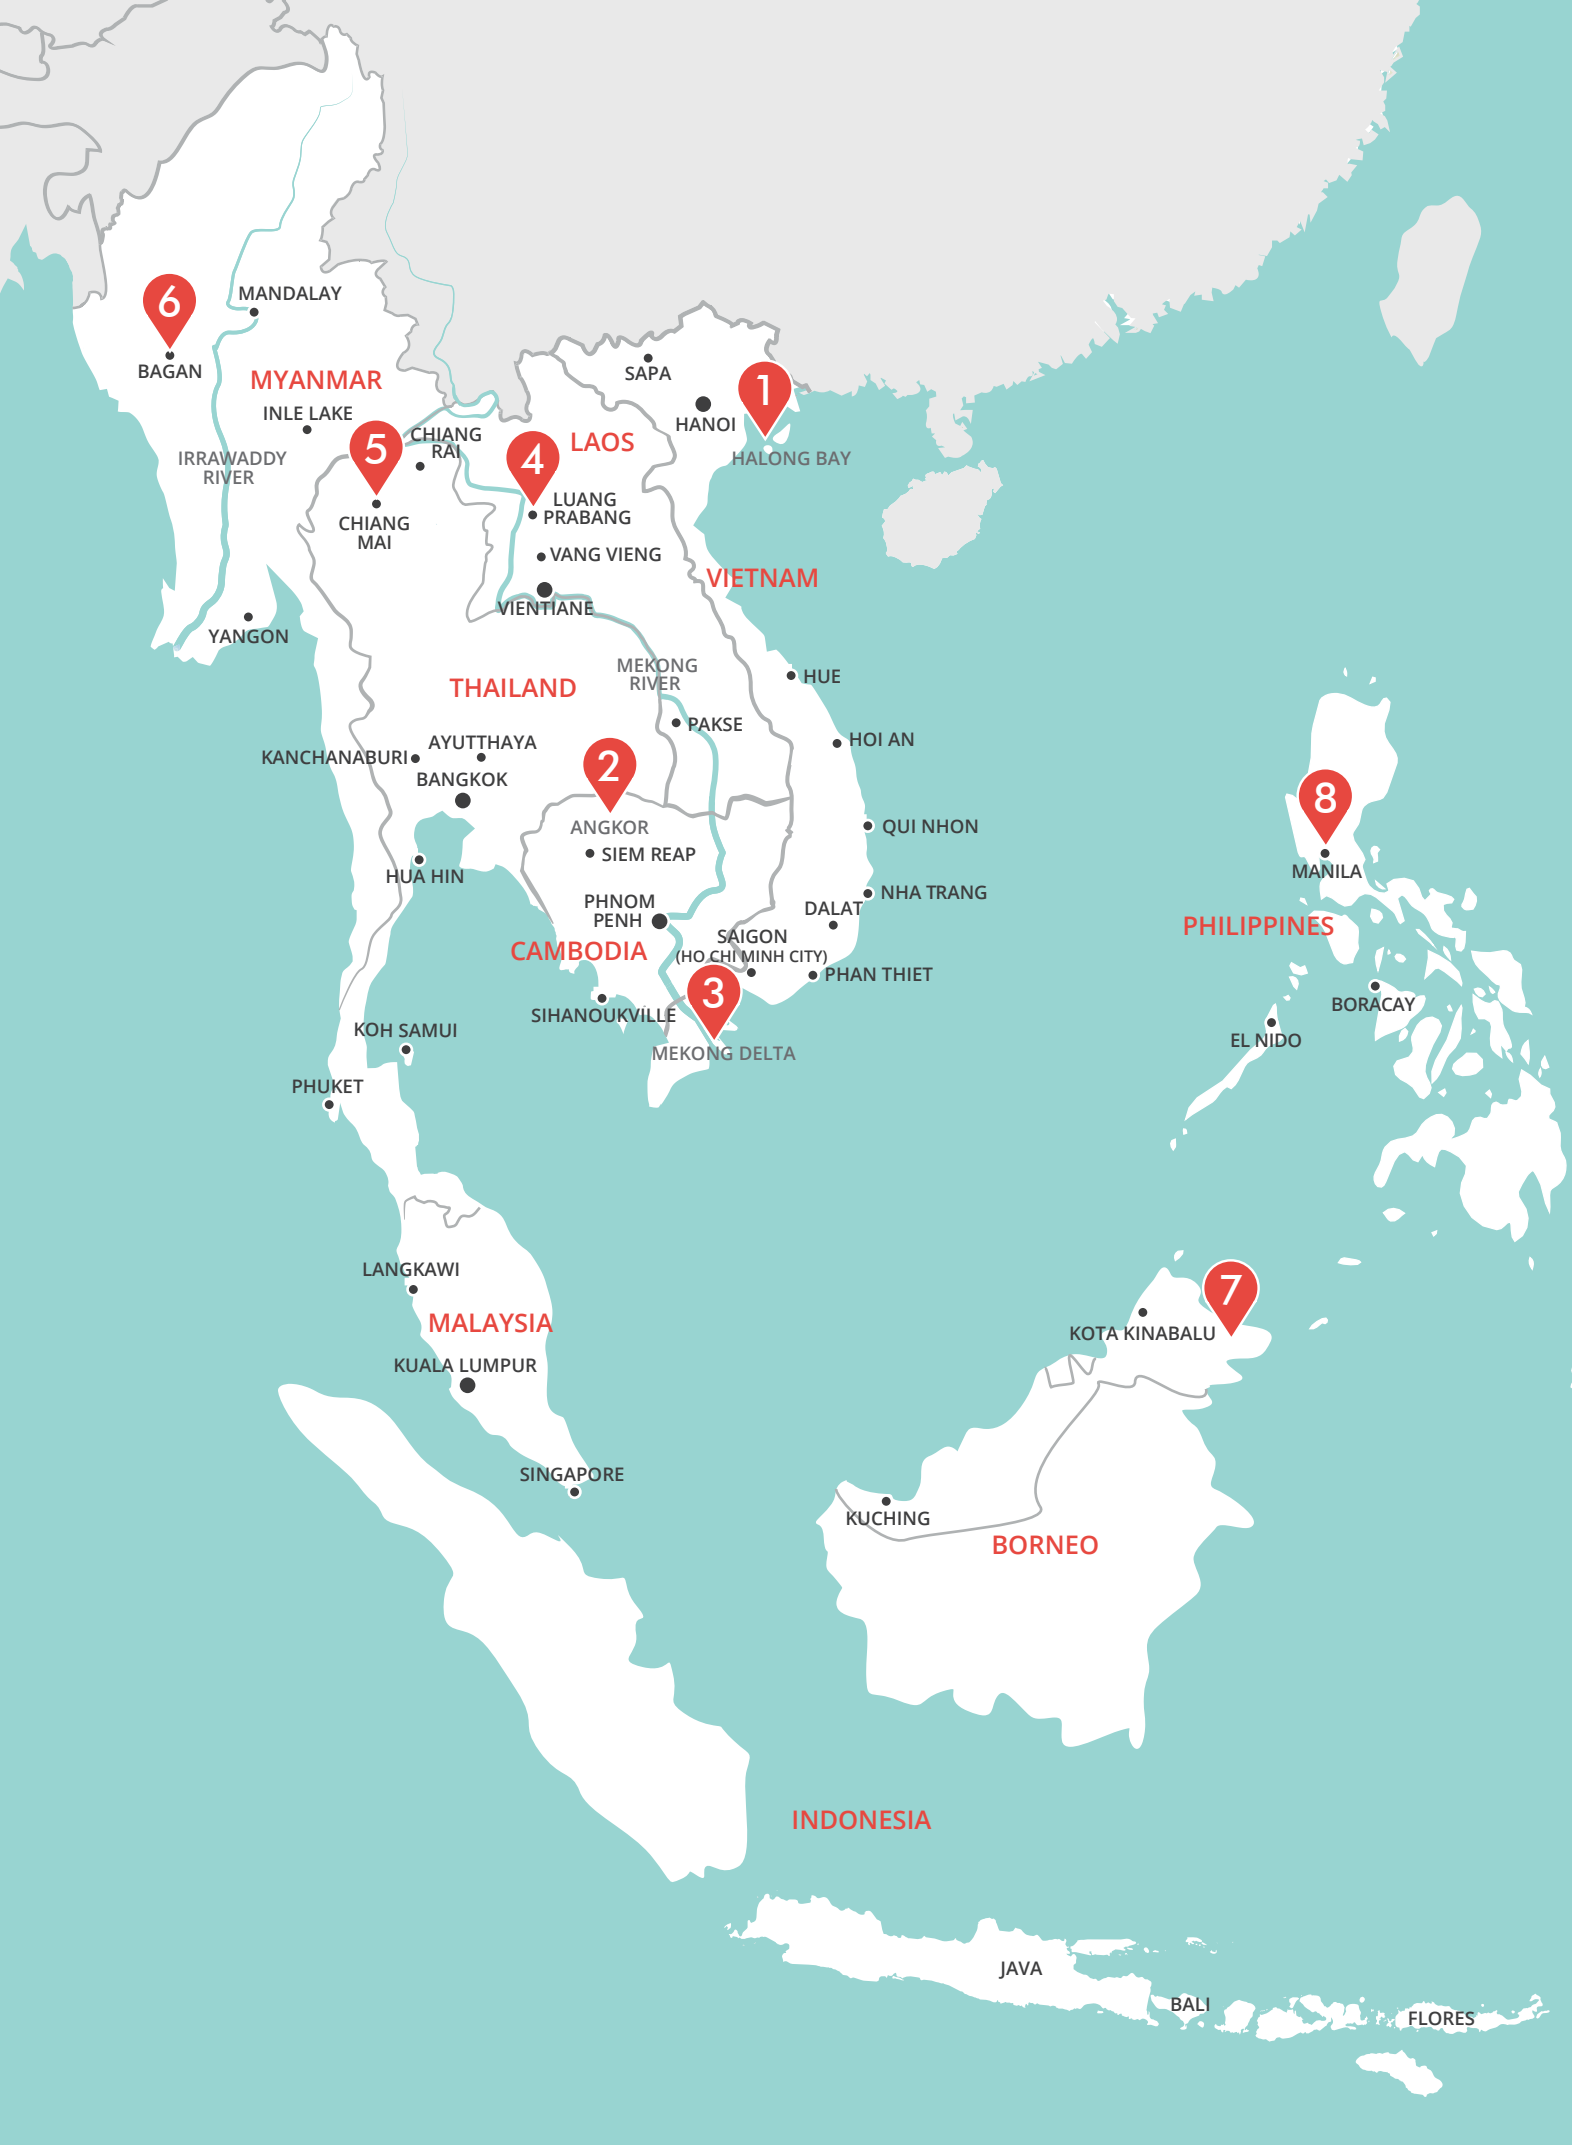 6
MANDALAY
BAGAN
MYANMAR
SAPA
1
INLE LAKE
HANOI
5
CHIANG
RAI
4
LAOS
IRRAWADDY
RIVER
HALONG BAY
LUANG
PRABANG
CHIANG
MAI
VANG VIENG
VIETNAM
VIENTIANE
YANGON
MEKONG
RIVER
HUE
THAILAND
PAKSE
HOI AN
KANCHANABURI
AYUTTHAYA
BANGKOK
2
8
ANGKOR
QUI NHON
SIEM REAP
HUA HIN
MANILA
PHNOM
PENH
NHA TRANG
DALAT
PHILIPPINES
CAMBODIA
SAIGON
(HO CHI MINH CITY)
PHAN THIET
3
BORACAY
SIHANOUKVILLE
KOH SAMUI
EL NIDO
MEKONG DELTA
PHUKET
LANGKAWI
7
MALAYSIA
KOTA KINABALU
KUALA LUMPUR
SINGAPORE
KUCHING
BORNEO
INDONESIA
JAVA
BALI
FLORES